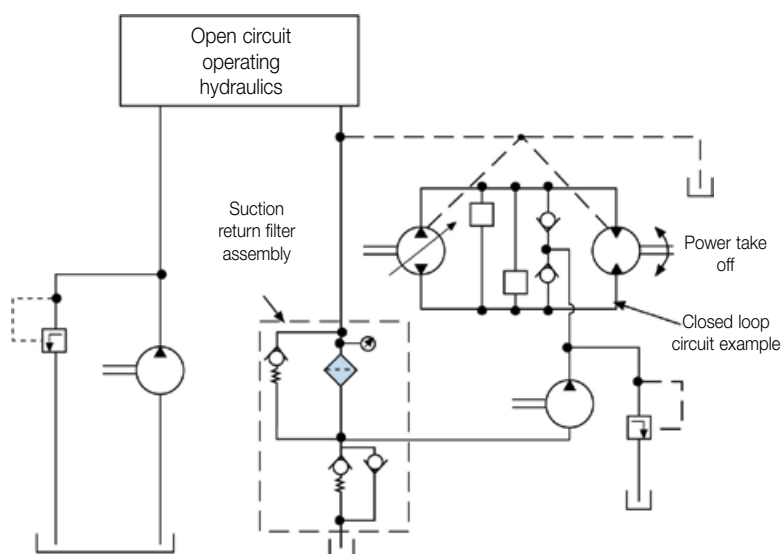 Open circuit
operating
hydraulics
Suction
return filter
assembly
Power take
off
Closed loop
circuit example